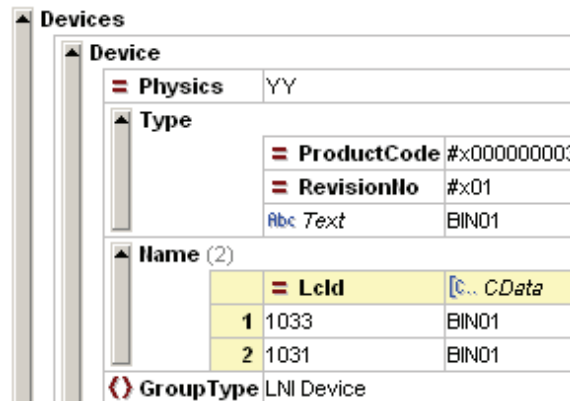 Devices
Device
= Physics YY
Type
= ProductCode #x000000003
= RevisionNo #x01
Abc Text BIN01
Name (2)
= LcId [C.. CData
1 1033 BIN01
2 1031 BIN01
GroupType LNI Device